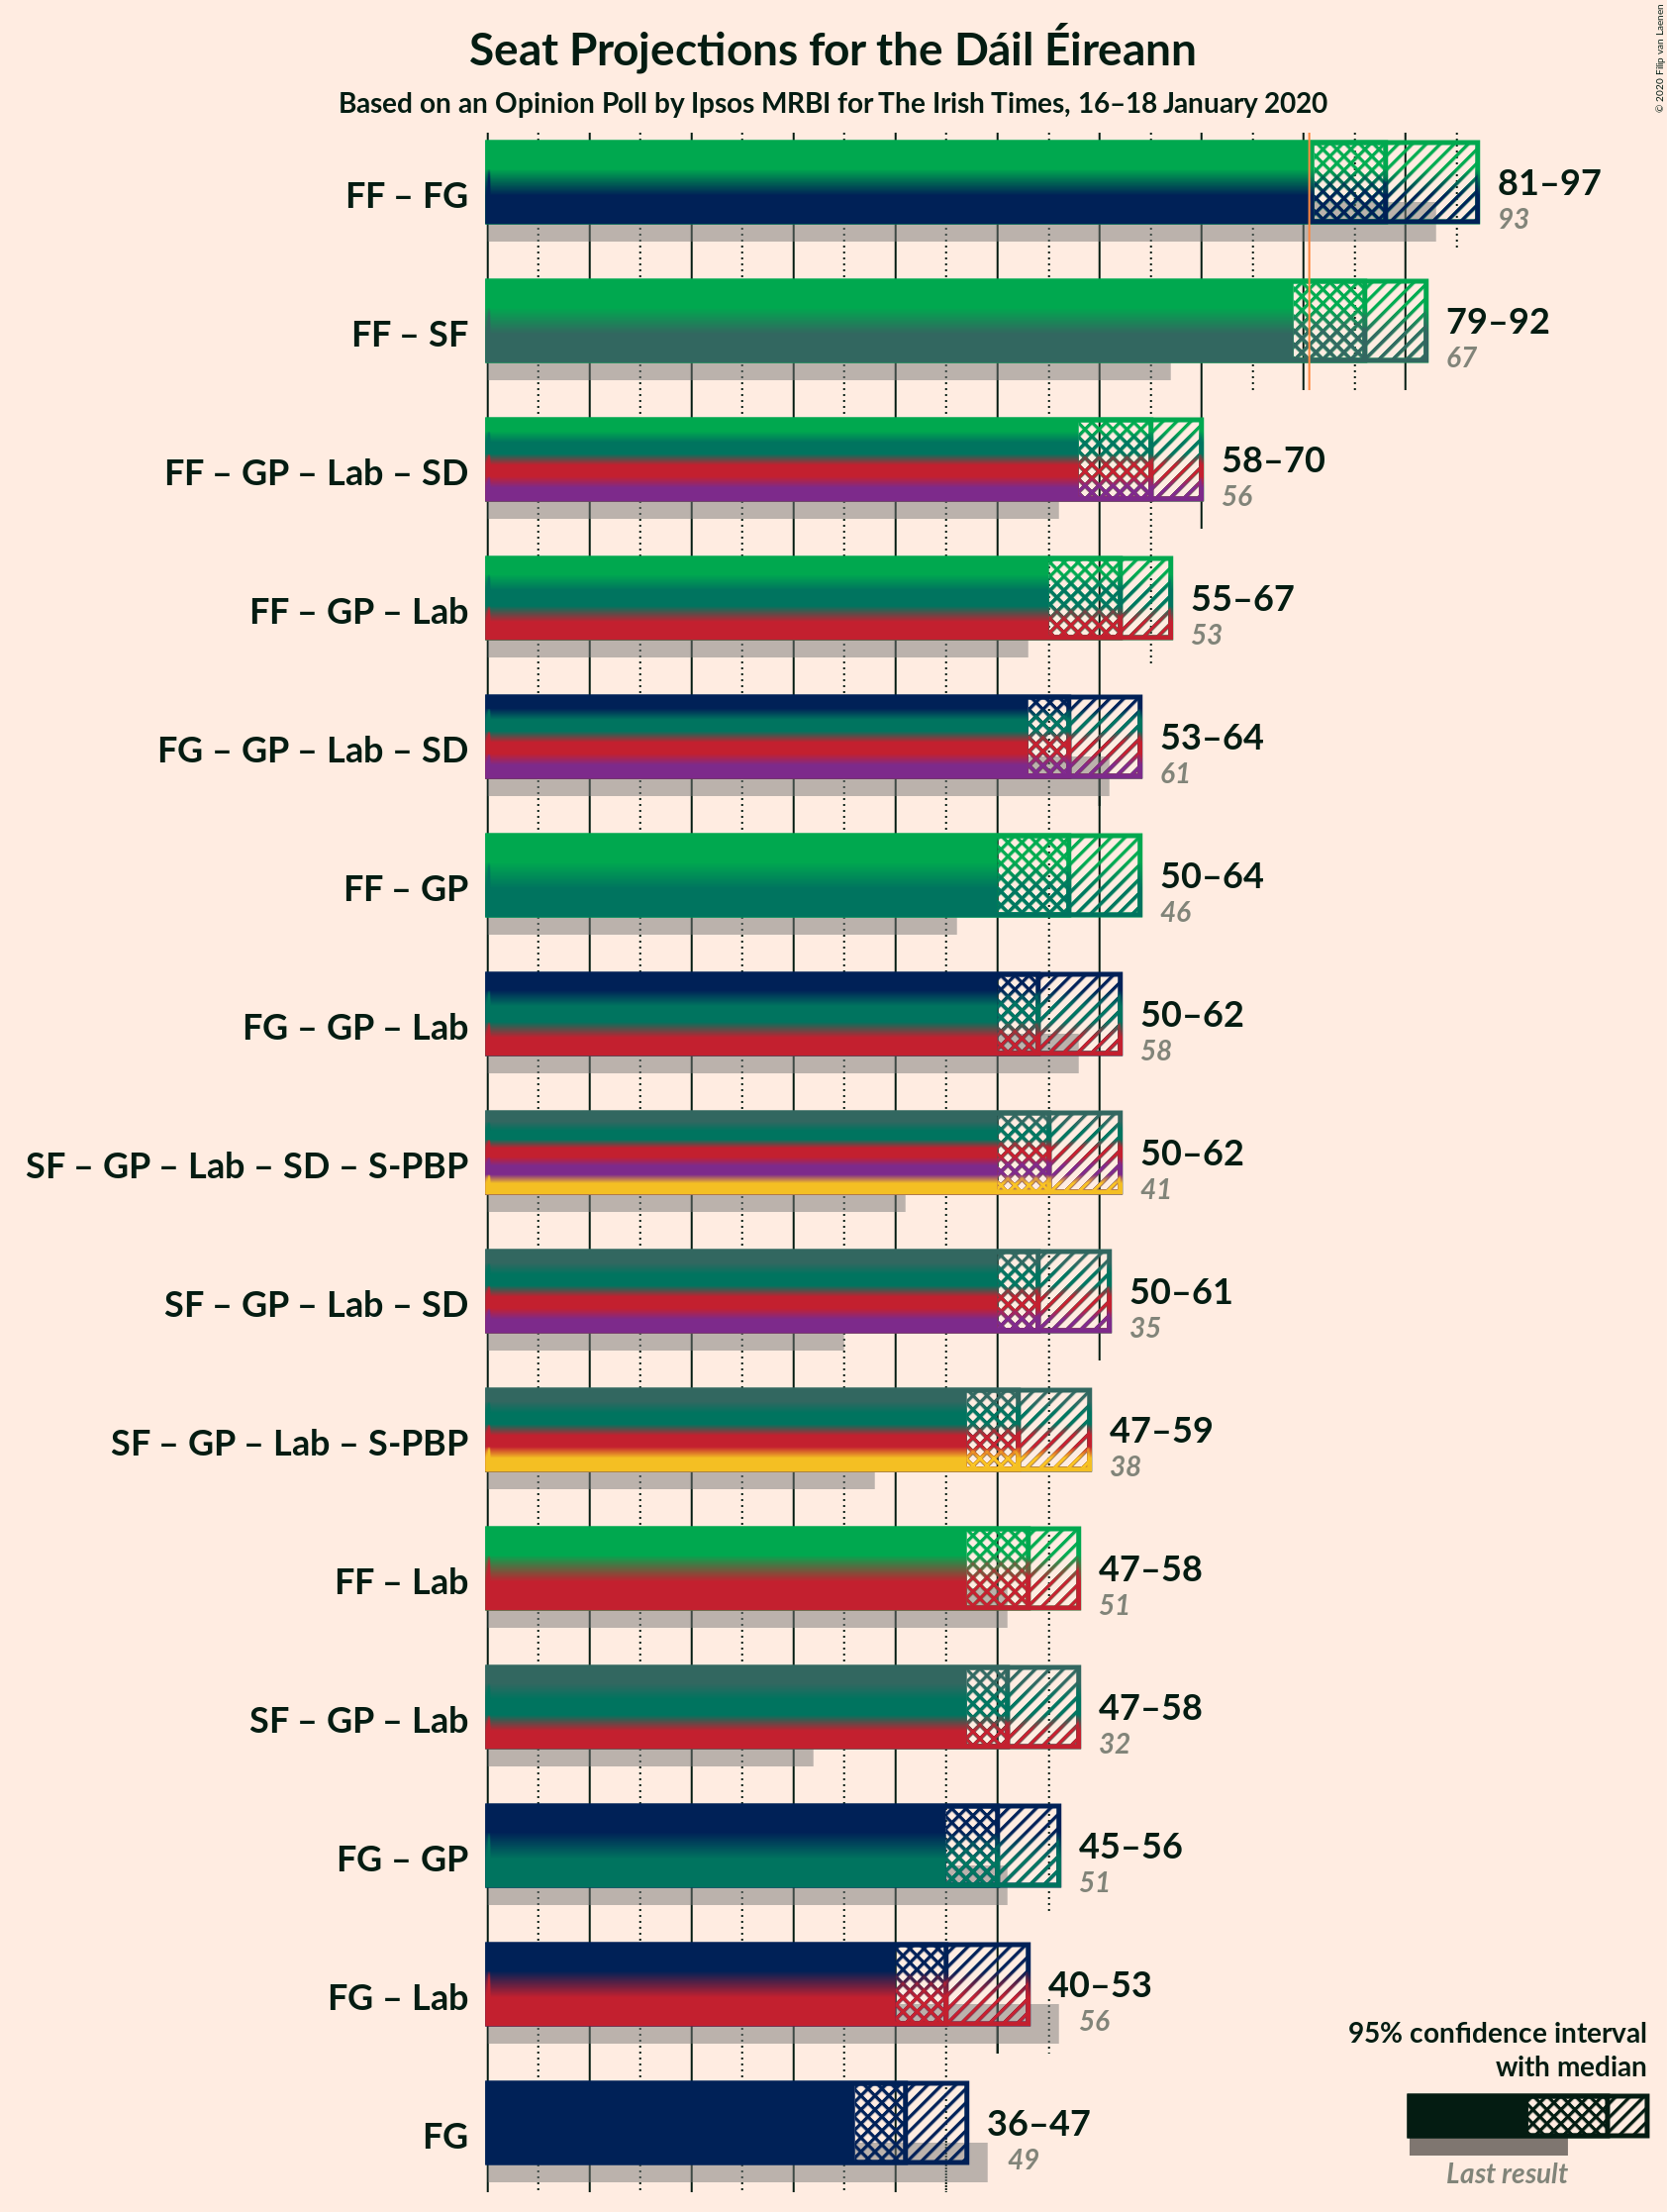 Seat Projections for the Dáil Éireann
Based on an Opinion Poll by Ipsos MRBI for The Irish Times, 16–18 January 2020
© 2020 Filip van Laenen
FF – FG
81–97
93
FF – SF
79–92
67
FF – GP – Lab – SD
58–70
56
FF – GP – Lab
55–67
53
FG – GP – Lab – SD
53–64
61
FF – GP
50–64
46
FG – GP – Lab
50–62
58
SF – GP – Lab – SD – S-PBP
50–62
41
SF – GP – Lab – SD
50–61
35
SF – GP – Lab – S-PBP
47–59
38
FF – Lab
47–58
51
SF – GP – Lab
47–58
32
FG – GP
45–56
51
FG – Lab
40–53
56
FG
36–47
49
95% confidence interval
with median
Last result